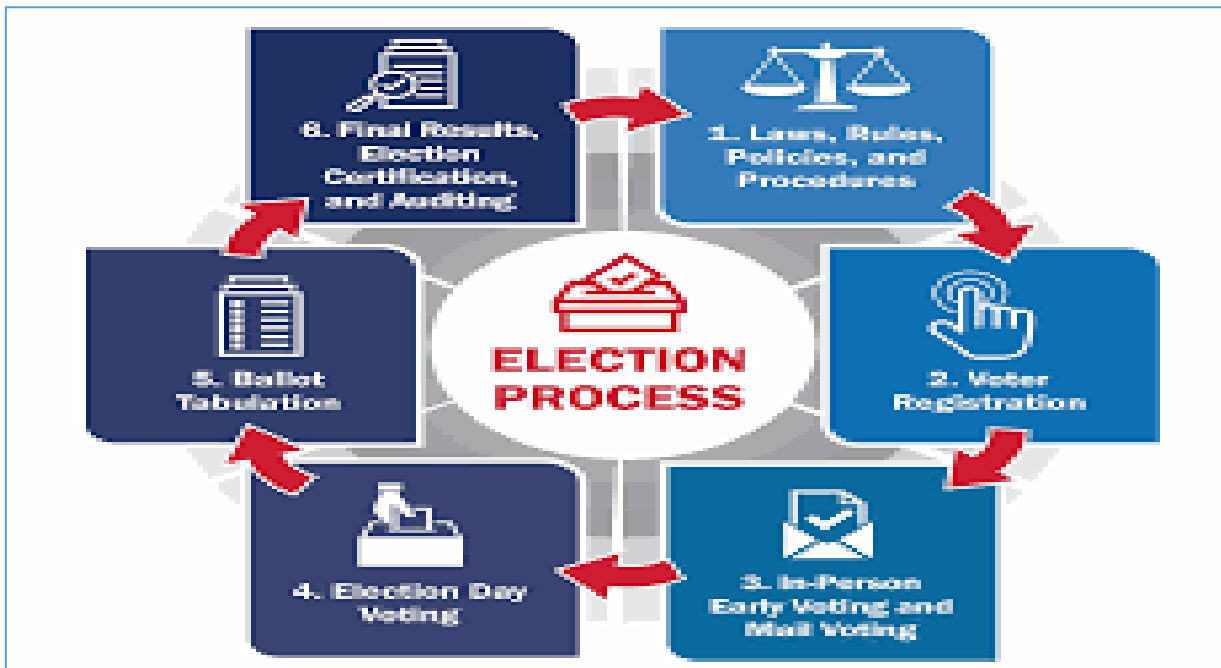 ELECTION
PROCESS
1. Laws, Rules,
Policies, and
Procedures
2. Voter
Registration
3. In-Person
Early Voting and
Mail Voting
4. Election Day
Voting
5. Ballot
Tabulation
6. Final Results,
Election
Certification,
and Auditing